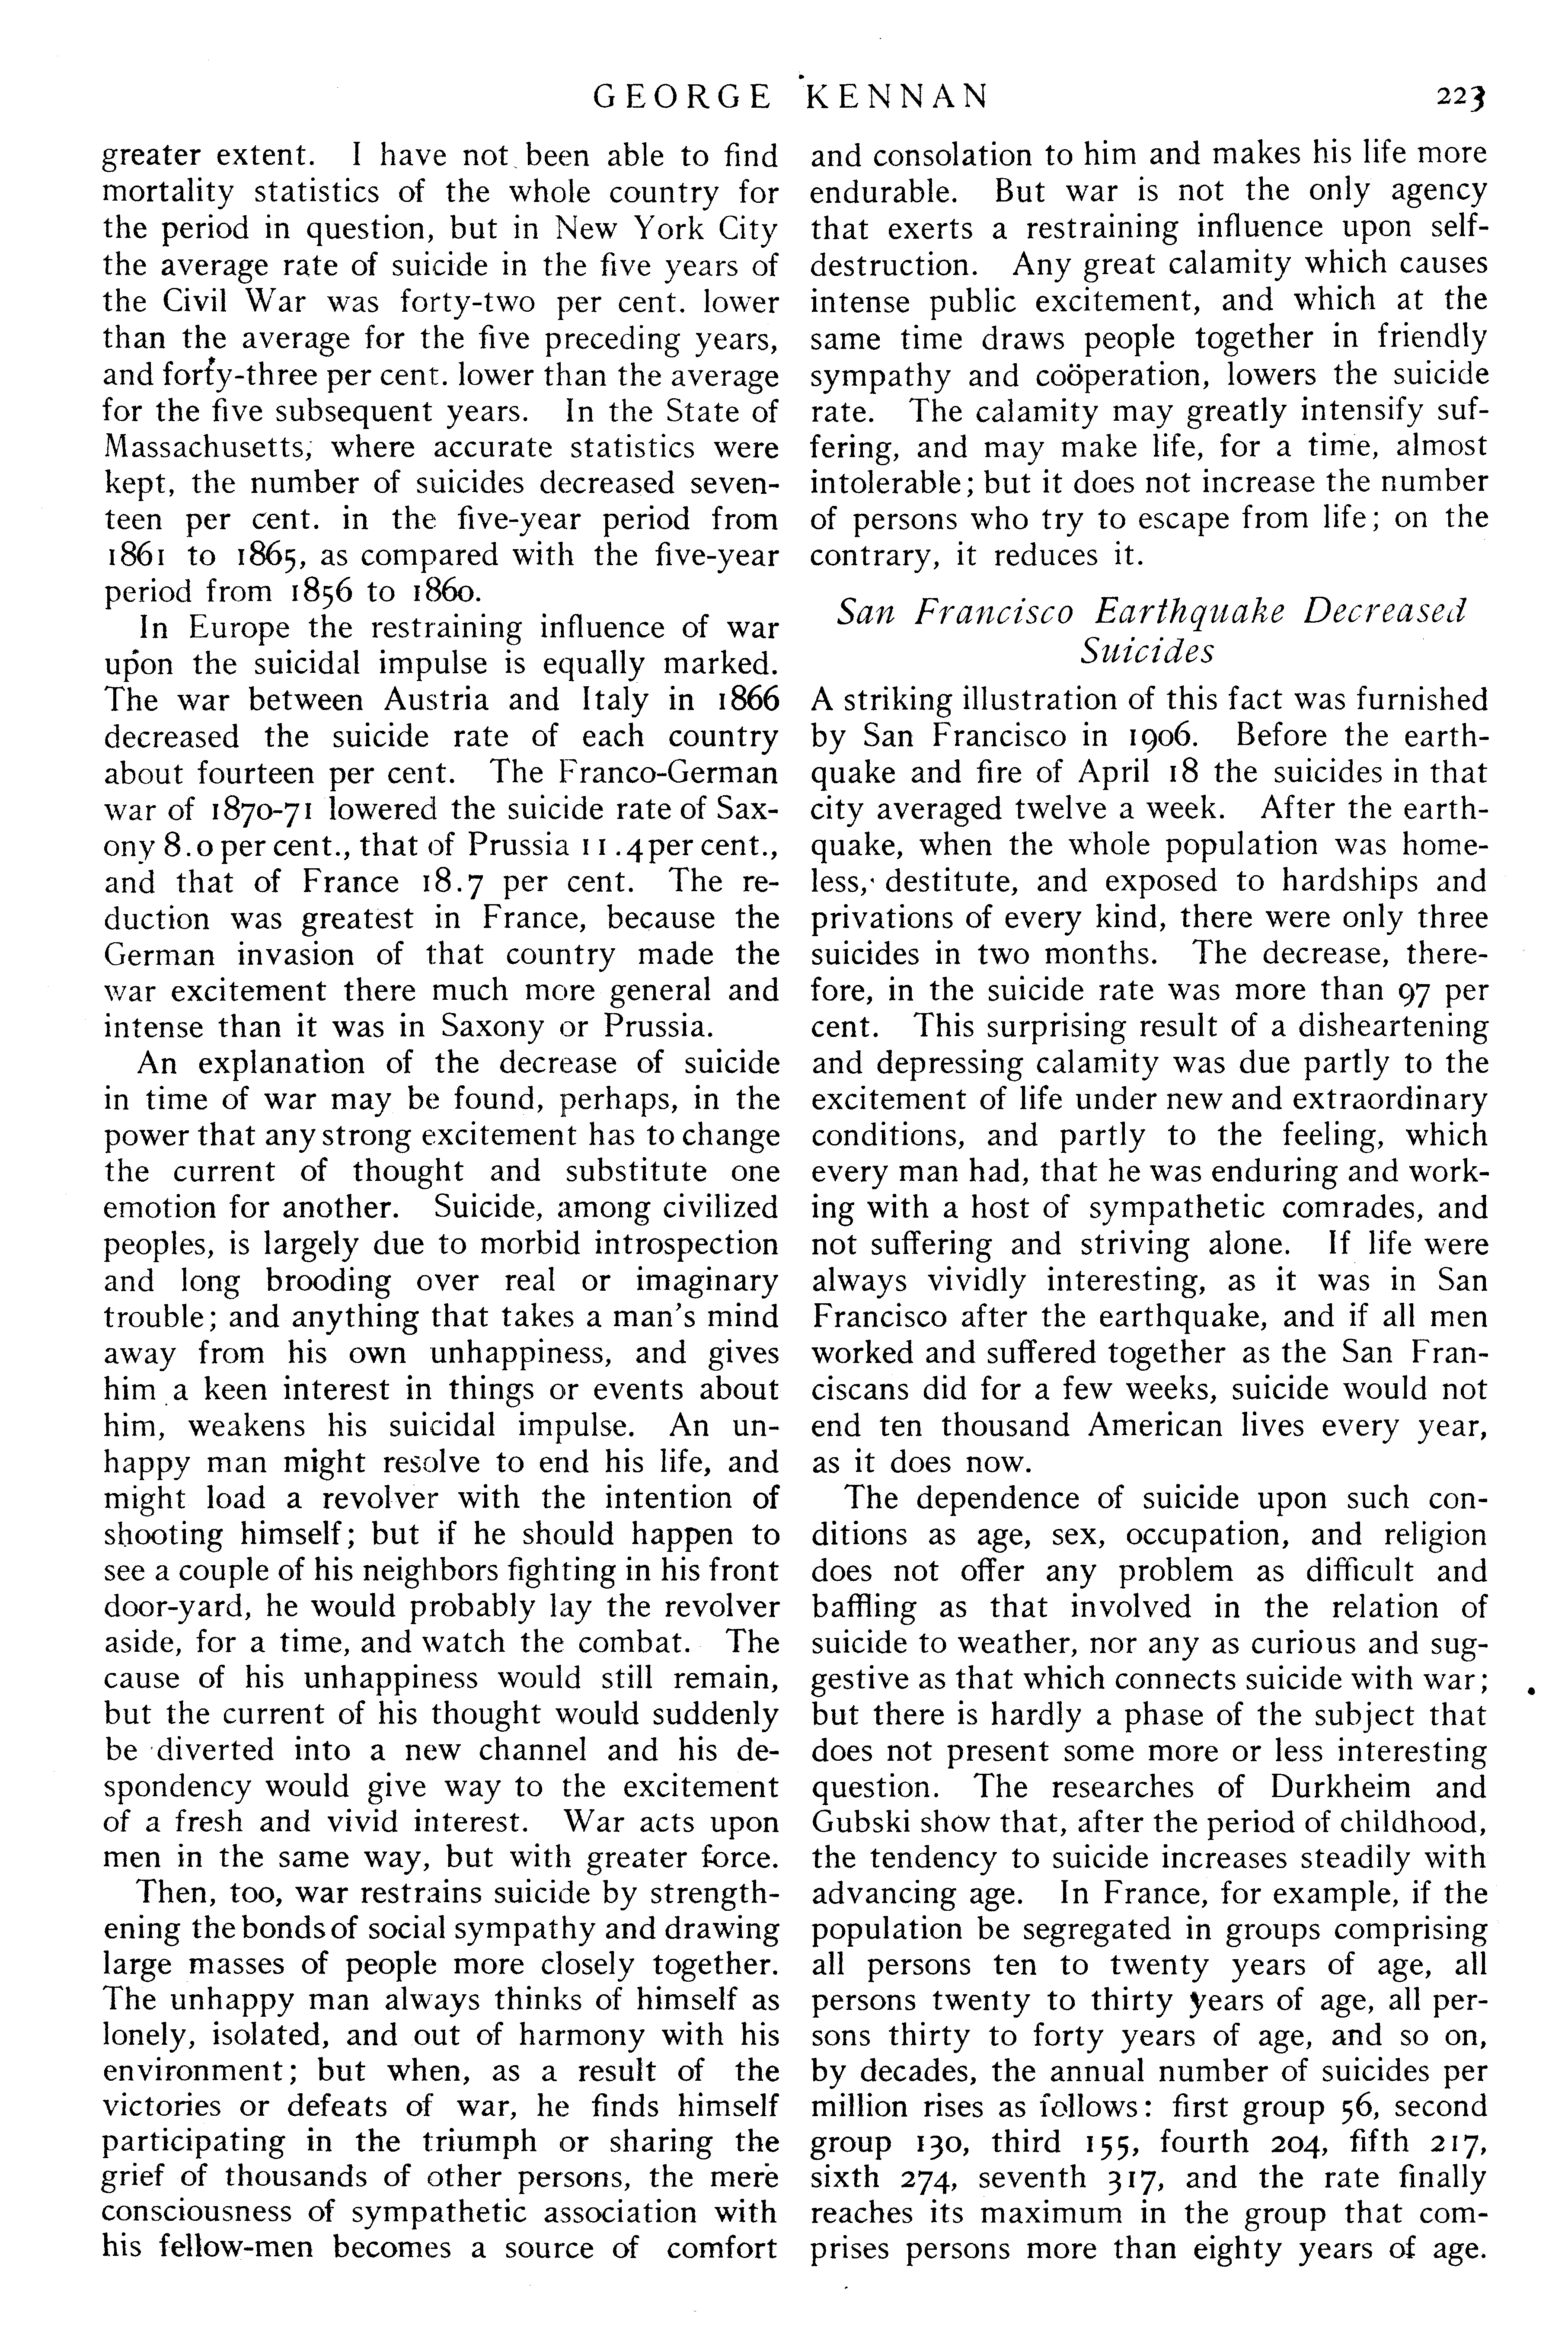 GEORGE KENNAN
223
greater extent. I have not been able to find
mortality statistics of the whole country for
the period in question, but in New York City
the average rate of suicide in the five years of
the Civil War was forty-two per cent. lower
than the average for the five preceding years,
and forty-three per cent. lower than the average
for the five subsequent years. In the State of
Massachusetts, where accurate statistics were
kept, the number of suicides decreased seven-
teen per cent. in the five-year period from
1861 to 1865, as compared with the five-year
period from 1856 to 1860.
In Europe the restraining influence of war
upon the suicidal impulse is equally marked.
The war between Austria and Italy in 1866
decreased the suicide rate of each country
about fourteen per cent. The Franco-German
war of 1870-71 lowered the suicide rate of Sax-
ony 8.0 per cent., that of Prussia 11.4 per cent.,
and that of France 18.7 per cent. The re-
duction was greatest in France, because the
German invasion of that country made the
war excitement there much more general and
intense than it was in Saxony or Prussia.
An explanation of the decrease of suicide
in time of war may be found, perhaps, in the
power that any strong excitement has to change
the current of thought and substitute one
emotion for another. Suicide, among civilized
peoples, is largely due to morbid introspection
and long brooding over real or imaginary
trouble; and anything that takes a man's mind
away from his own unhappiness, and gives
him a keen interest in things or events about
him, weakens his suicidal impulse. An un-
happy man might resolve to end his life, and
might load a revolver with the intention of
shooting himself; but if he should happen to
see a couple of his neighbors fighting in his front
door-yard, he would probably lay the revolver
aside, for a time, and watch the combat. The
cause of his unhappiness would still remain,
but the current of his thought would suddenly
be diverted into a new channel and his de-
spondency would give way to the excitement
of a fresh and vivid interest. War acts upon
men in the same way, but with greater force.
Then, too, war restrains suicide by strength-
ening the bonds of social sympathy and drawing
large masses of people more closely together.
The unhappy man always thinks of himself as
lonely, isolated, and out of harmony with his
environment; but when, as a result of the
victories or defeats of war, he finds himself
participating in the triumph or sharing the
grief of thousands of other persons, the mere
consciousness of sympathetic association with
his fellow-men becomes a source of comfort
and consolation to him and makes his life more
endurable. But war is not the only agency
that exerts a restraining influence upon self-
destruction. Any great calamity which causes
intense public excitement, and which at the
same time draws people together in friendly
sympathy and coöperation, lowers the suicide
rate. The calamity may greatly intensify suf-
fering, and may make life, for a time, almost
intolerable; but it does not increase the number
of persons who try to escape from life; on the
contrary, it reduces it.
San Francisco Earthquake Decreased
Suicides
A striking illustration of this fact was furnished
by San Francisco in 1906. Before the earth-
quake and fire of April 18 the suicides in that
city averaged twelve a week. After the earth-
quake, when the whole population was home-
less, destitute, and exposed to hardships and
privations of every kind, there were only three
suicides in two months. The decrease, there-
fore, in the suicide rate was more than 97 per
cent. This surprising result of a disheartening
and depressing calamity was due partly to the
excitement of life under new and extraordinary
conditions, and partly to the feeling, which
every man had, that he was enduring and work-
ing with a host of sympathetic comrades, and
not suffering and striving alone. If life were
always vividly interesting, as it was in San
Francisco after the earthquake, and if all men
worked and suffered together as the San Fran-
ciscans did for a few weeks, suicide would not
end ten thousand American lives every year,
as it does now.
The dependence of suicide upon such con-
ditions as age, sex, occupation, and religion
does not offer any problem as difficult and
baffling as that involved in the relation of
suicide to weather, nor any as curious and sug-
gestive as that which connects suicide with war;
but there is hardly a phase of the subject that
does not present some more or less interesting
question. The researches of Durkheim and
Gubski show that, after the period of childhood,
the tendency to suicide increases steadily with
advancing age. In France, for example, if the
population be segregated in groups comprising
all persons ten to twenty years of age, all
persons twenty to thirty years of age, all per-
sons thirty to forty years of age, and so on,
by decades, the annual number of suicides per
million rises as follows: first group 56, second
group 130, third 155, fourth 204, fifth 217,
sixth 274, seventh 317, and the rate finally
reaches its maximum in the group that com-
prises persons more than eighty years of age.